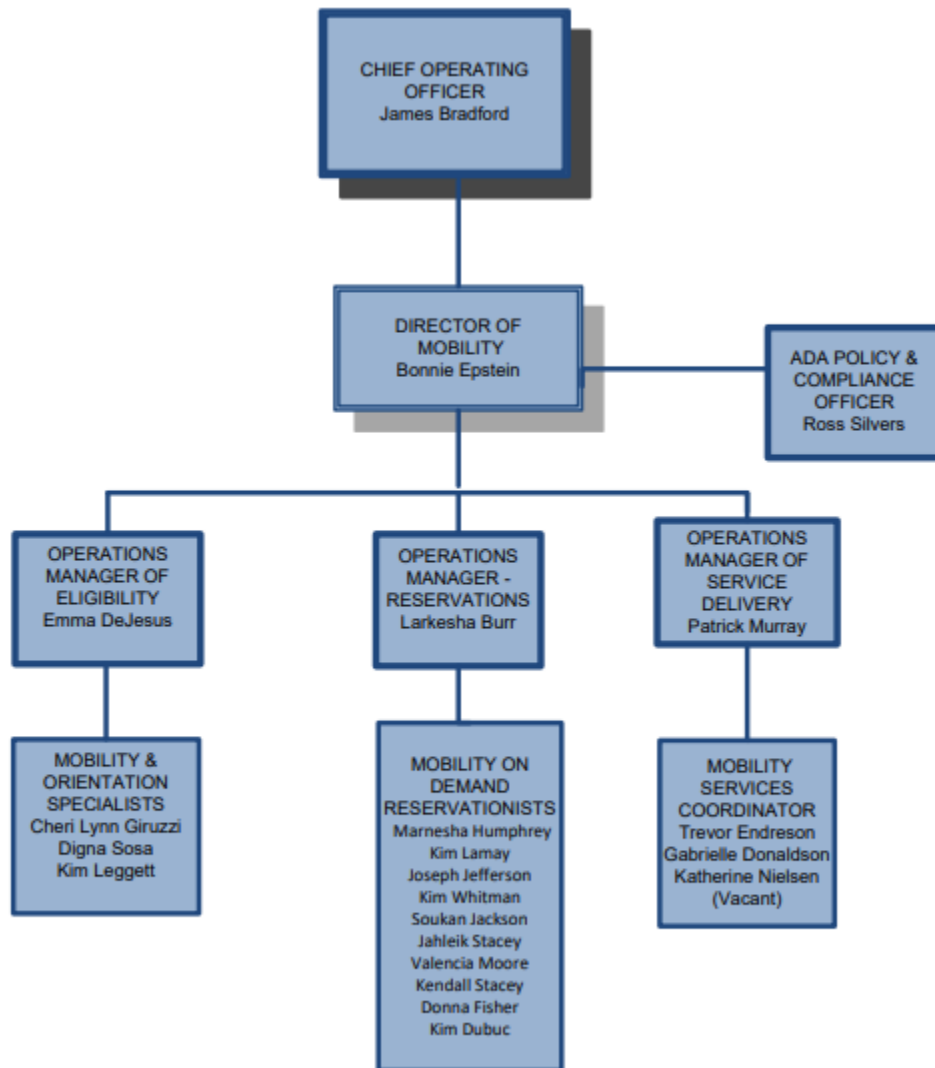 CHIEF OPERATING
OFFICER
James Bradford
DIRECTOR OF
MOBILITY
Bonnie Epstein
ADA POLICY &
COMPLIANCE
OFFICER
Ross Silvers
OPERATIONS
MANAGER OF
ELIGIBILITY
Emma DeJesus
OPERATIONS
MANAGER -
RESERVATIONS
Larkesha Burr
OPERATIONS
MANAGER OF
SERVICE
DELIVERY
Patrick Murray
MOBILITY &
ORIENTATION
SPECIALISTS
Cheri Lynn Giruzzi
Digna Sosa
Kim Leggett
MOBILITY ON
DEMAND
RESERVATIONISTS
Marnesha Humphrey
Kim Lamay
Joseph Jefferson
Kim Whitman
Soukan Jackson
Jahleik Stacey
Valencia Moore
Kendall Stacey
Donna Fisher
Kim Dubuc
MOBILITY
SERVICES
COORDINATOR
Trevor Endreson
Gabrielle Donaldson
Katherine Nielsen
(Vacant)